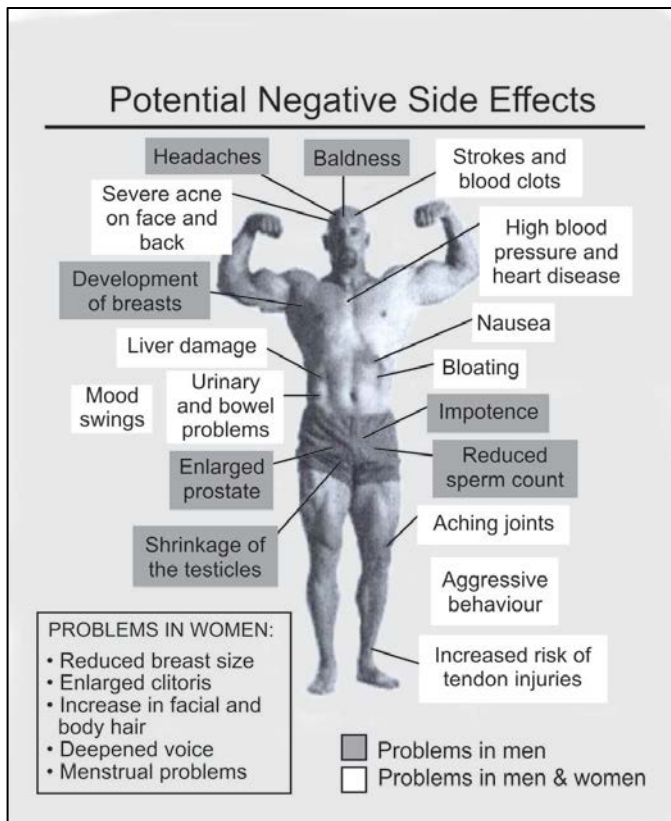 Potential Negative Side Effects
Headaches
Baldness
Strokes and
blood clots
Severe acne
on face and
back
High blood
pressure and
heart disease
Development
of breasts
Nausea
Liver damage
Bloating
Mood
swings
Urinary
and bowel
problems
Impotence
Enlarged
prostate
Reduced
sperm count
Aching joints
Shrinkage of
the testicles
Aggressive
behaviour
PROBLEMS IN WOMEN:
• Reduced breast size
• Enlarged clitoris
• Increase in facial and
body hair
• Deepened voice
• Menstrual problems
Increased risk of
tendon injuries
Problems in men
Problems in men & women